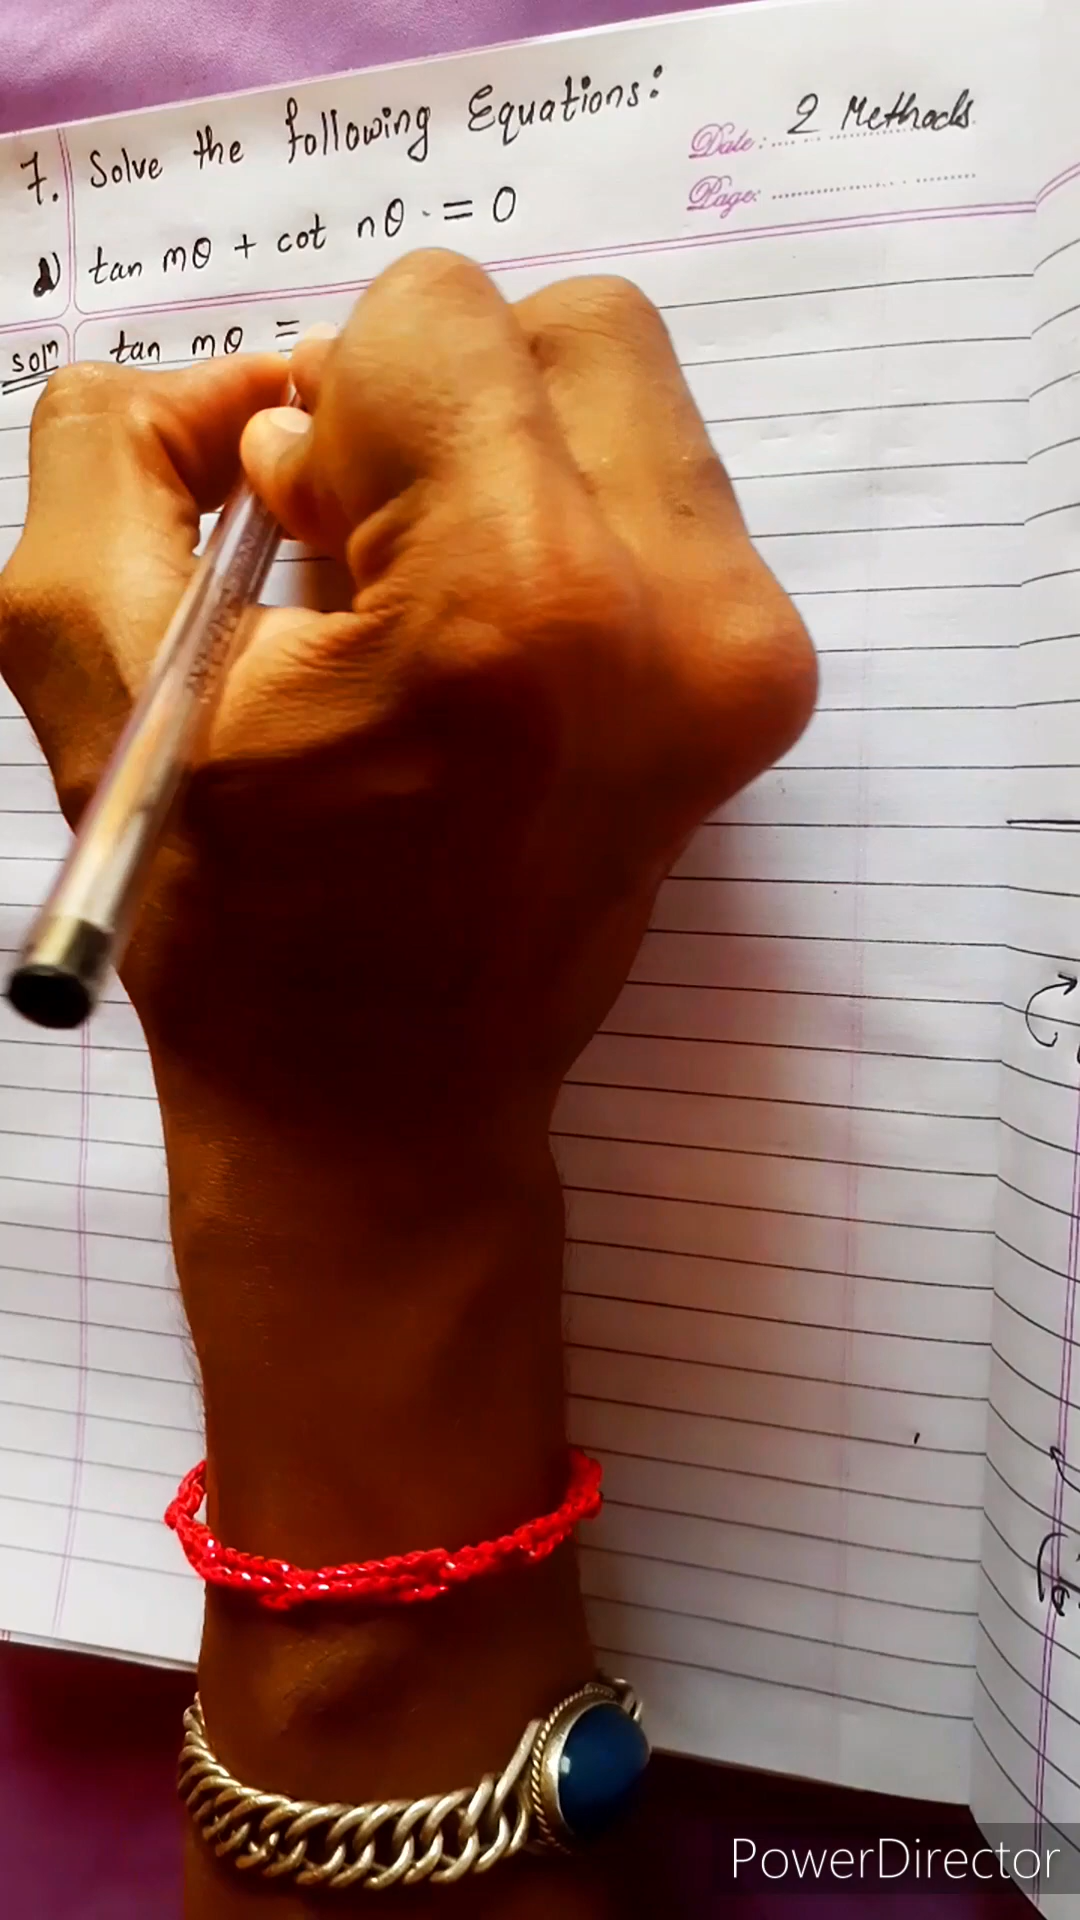 7. Solve the following Equations:
2 Methods
Date:
Page:
tan mθ + cot nθ = 0
solⁿ tan mθ =
PowerDirector